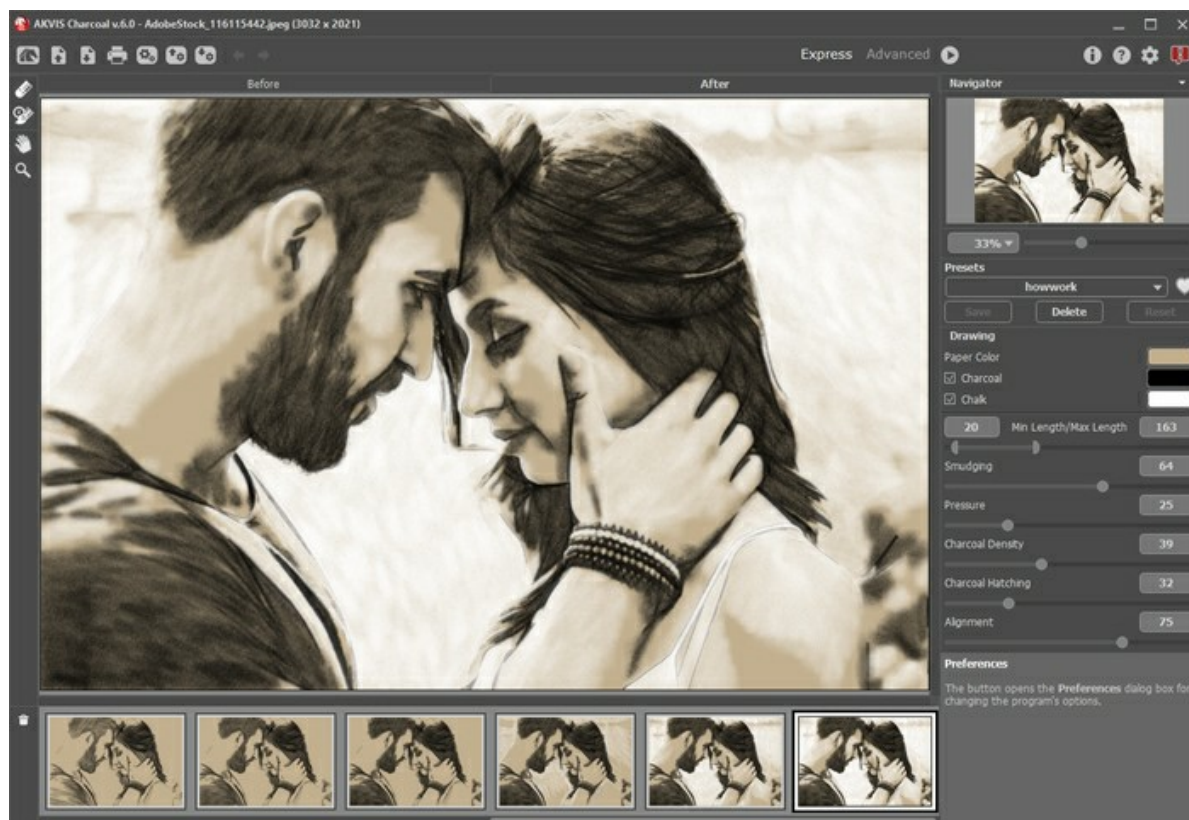 AKVIS Charcoal v.6.0 - AdobeStock_116115442.jpeg (3032 x 2021)
Express Advanced
Before After
Navigator
33%
Presets
howwork
Save Delete Reset
Drawing
Paper Color
Charcoal
Chalk
20 Min Length/Max Length 163
Smudging 64
Pressure 25
Charcoal Density 39
Charcoal Hatching 32
Alignment 75
Preferences
The button opens the Preferences dialog box for
changing the program's options.